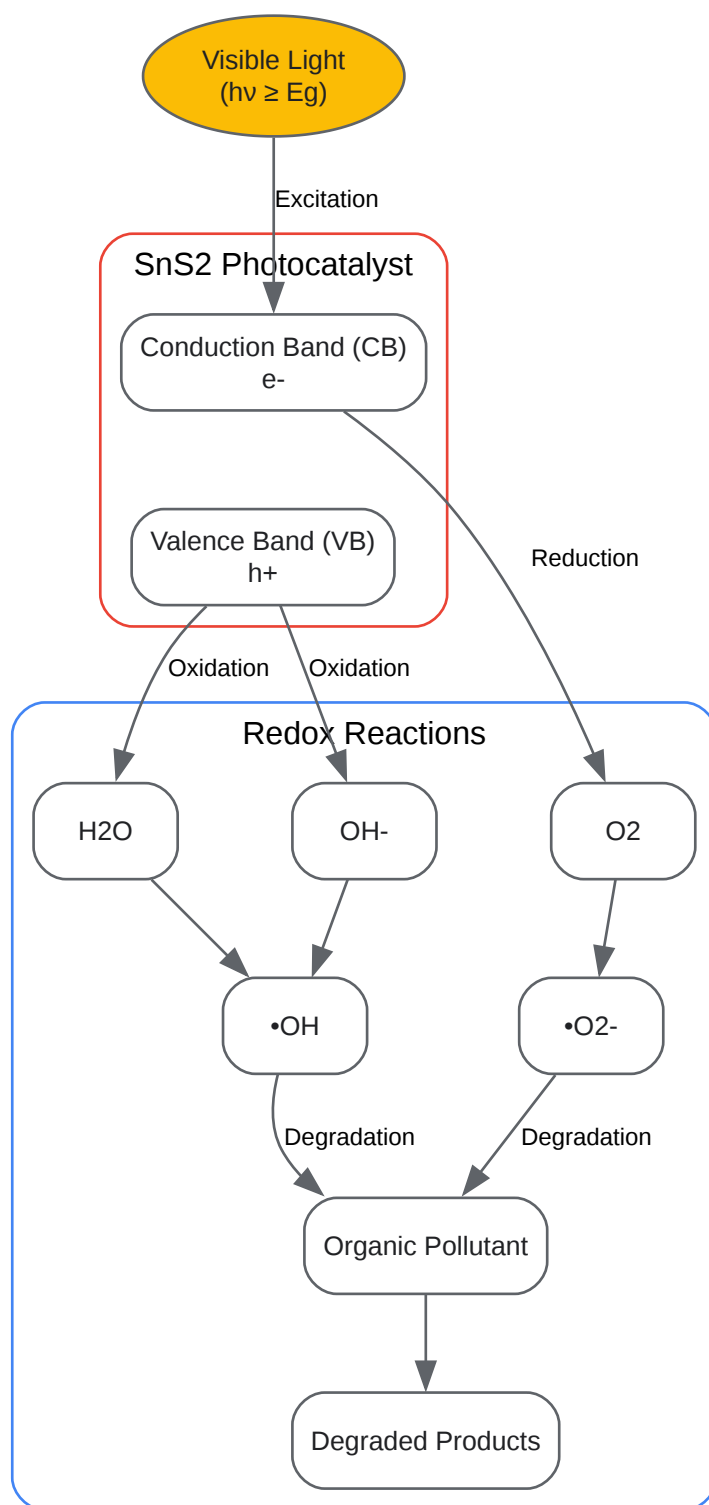 Visible Light
(hν ≥ Eg)
Excitation
SnS2 Photocatalyst
Conduction Band (CB)
e-
Valence Band (VB)
h+
Reduction
Oxidation
Oxidation
Redox Reactions
H2O
OH-
O2
•OH
•O2-
Degradation
Degradation
Organic Pollutant
Degraded Products